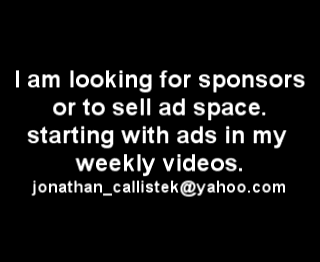 I am looking for sponsors
or to sell ad space.
starting with ads in my
weekly videos.
jonathan_callistek@yahoo.com